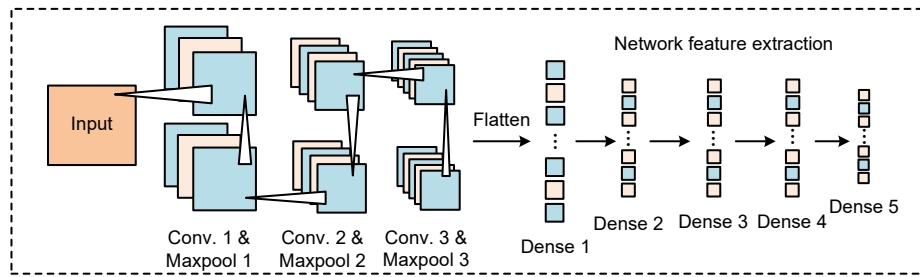 Network feature extraction
Input
Flatten
Conv. 1 &
Maxpool 1
Conv. 2 &
Maxpool 2
Conv. 3 &
Maxpool 3
Dense 1
Dense 2
Dense 3
Dense 4
Dense 5